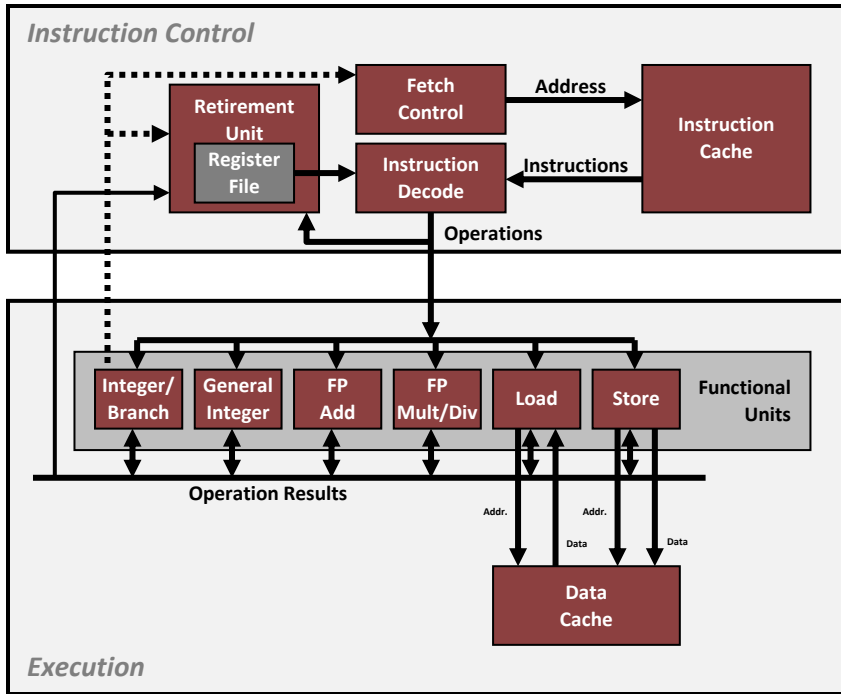 Instruction Control
Fetch
Control
Address
Instruction
Cache
Retirement
Unit
Register
File
Instruction
Decode
Instructions
Operations
Integer/
Branch
General
Integer
FP
Add
FP
Mult/Div
Load
Store
Functional
Units
Operation Results
Addr.
Data
Addr.
Data
Data
Cache
Execution